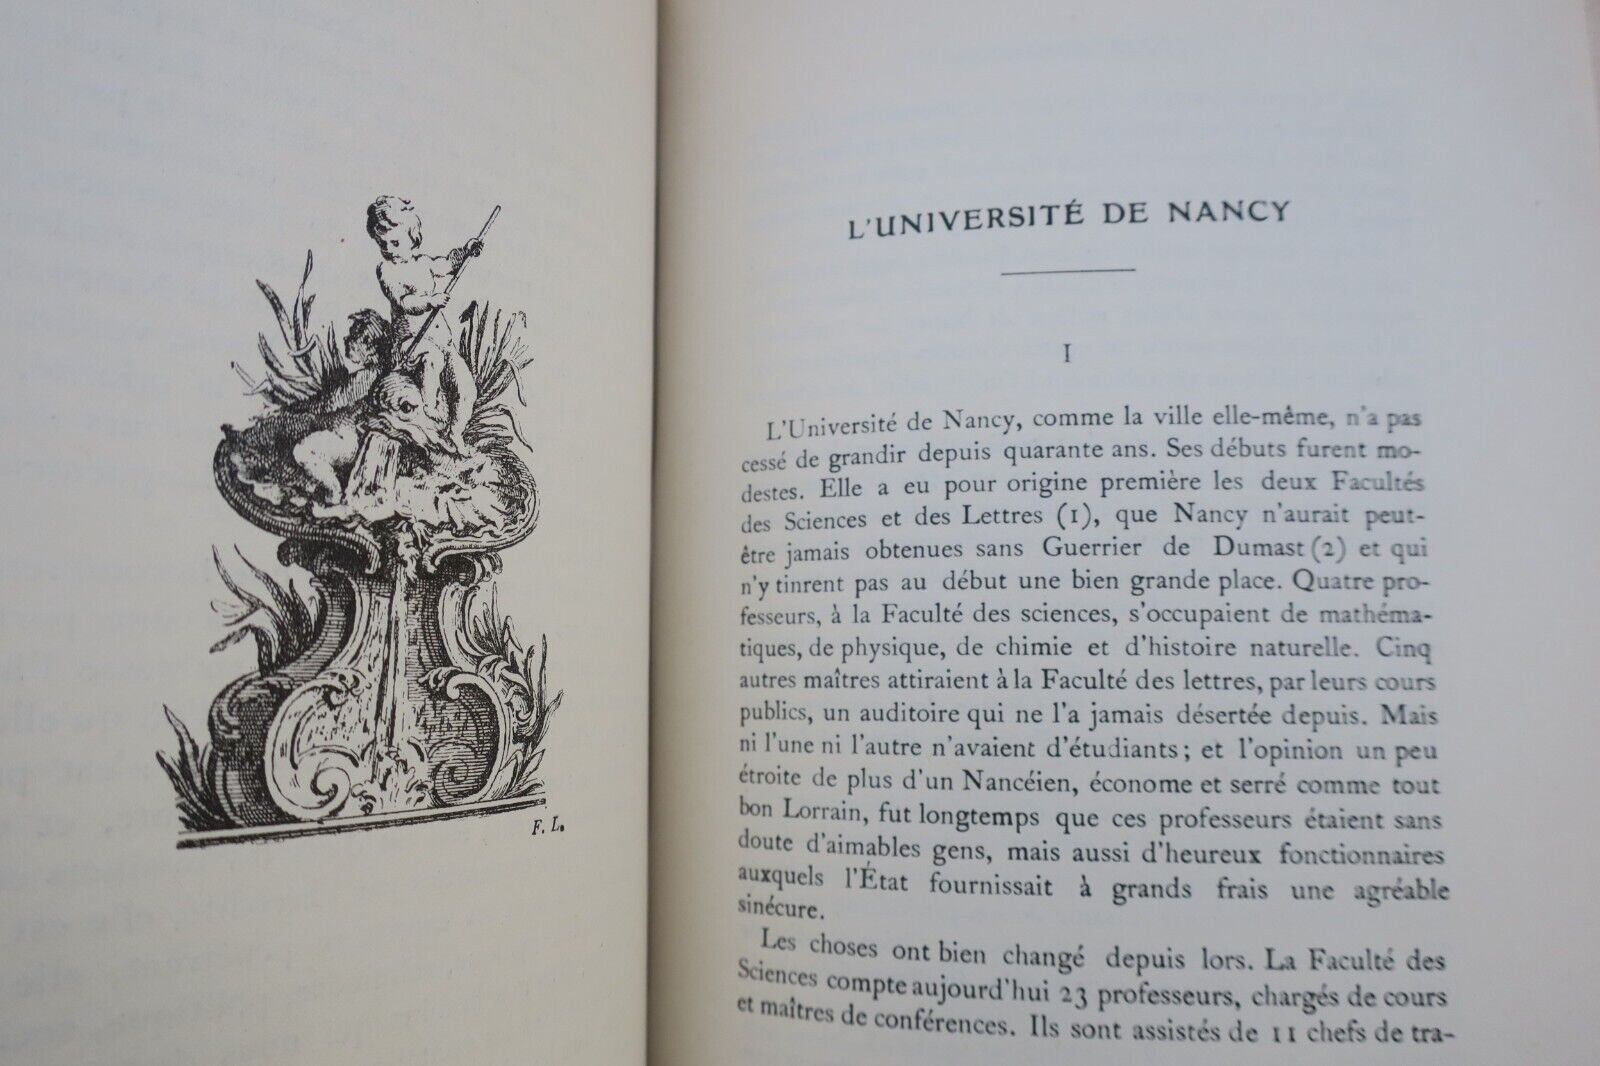 F. L.
L'UNIVERSITÉ DE NANCY
I
L'Université de Nancy, comme la ville elle-même, n'a pas
cessé de grandir depuis quarante ans. Ses débuts furent mo-
destes. Elle a eu pour origine première les deux Facultés
des Sciences et des Lettres (1), que Nancy n'aurait peut-
être jamais obtenues sans Guerrier de Dumast (2) et qui
n'y tinrent pas au début une bien grande place. Quatre pro-
fesseurs, à la Faculté des sciences, s'occupaient de mathéma-
tiques, de physique, de chimie et d'histoire naturelle. Cinq
autres maîtres attiraient à la Faculté des lettres, par leurs cours
publics, un auditoire qui ne l'a jamais désertée depuis. Mais
ni l'une ni l'autre n'avaient d'étudiants ; et l'opinion un peu
étroite de plus d'un Nancéien, économe et serré comme tout
bon Lorrain, fut longtemps que ces professeurs étaient sans
doute d'aimables gens, mais aussi d'heureux fonctionnaires
auxquels l'État fournissait à grands frais une agréable
sinécure.
Les choses ont bien changé depuis lors. La Faculté des
Sciences compte aujourd'hui 23 professeurs, chargés de cours
et maîtres de conférences. Ils sont assistés de 11 chefs de tra-